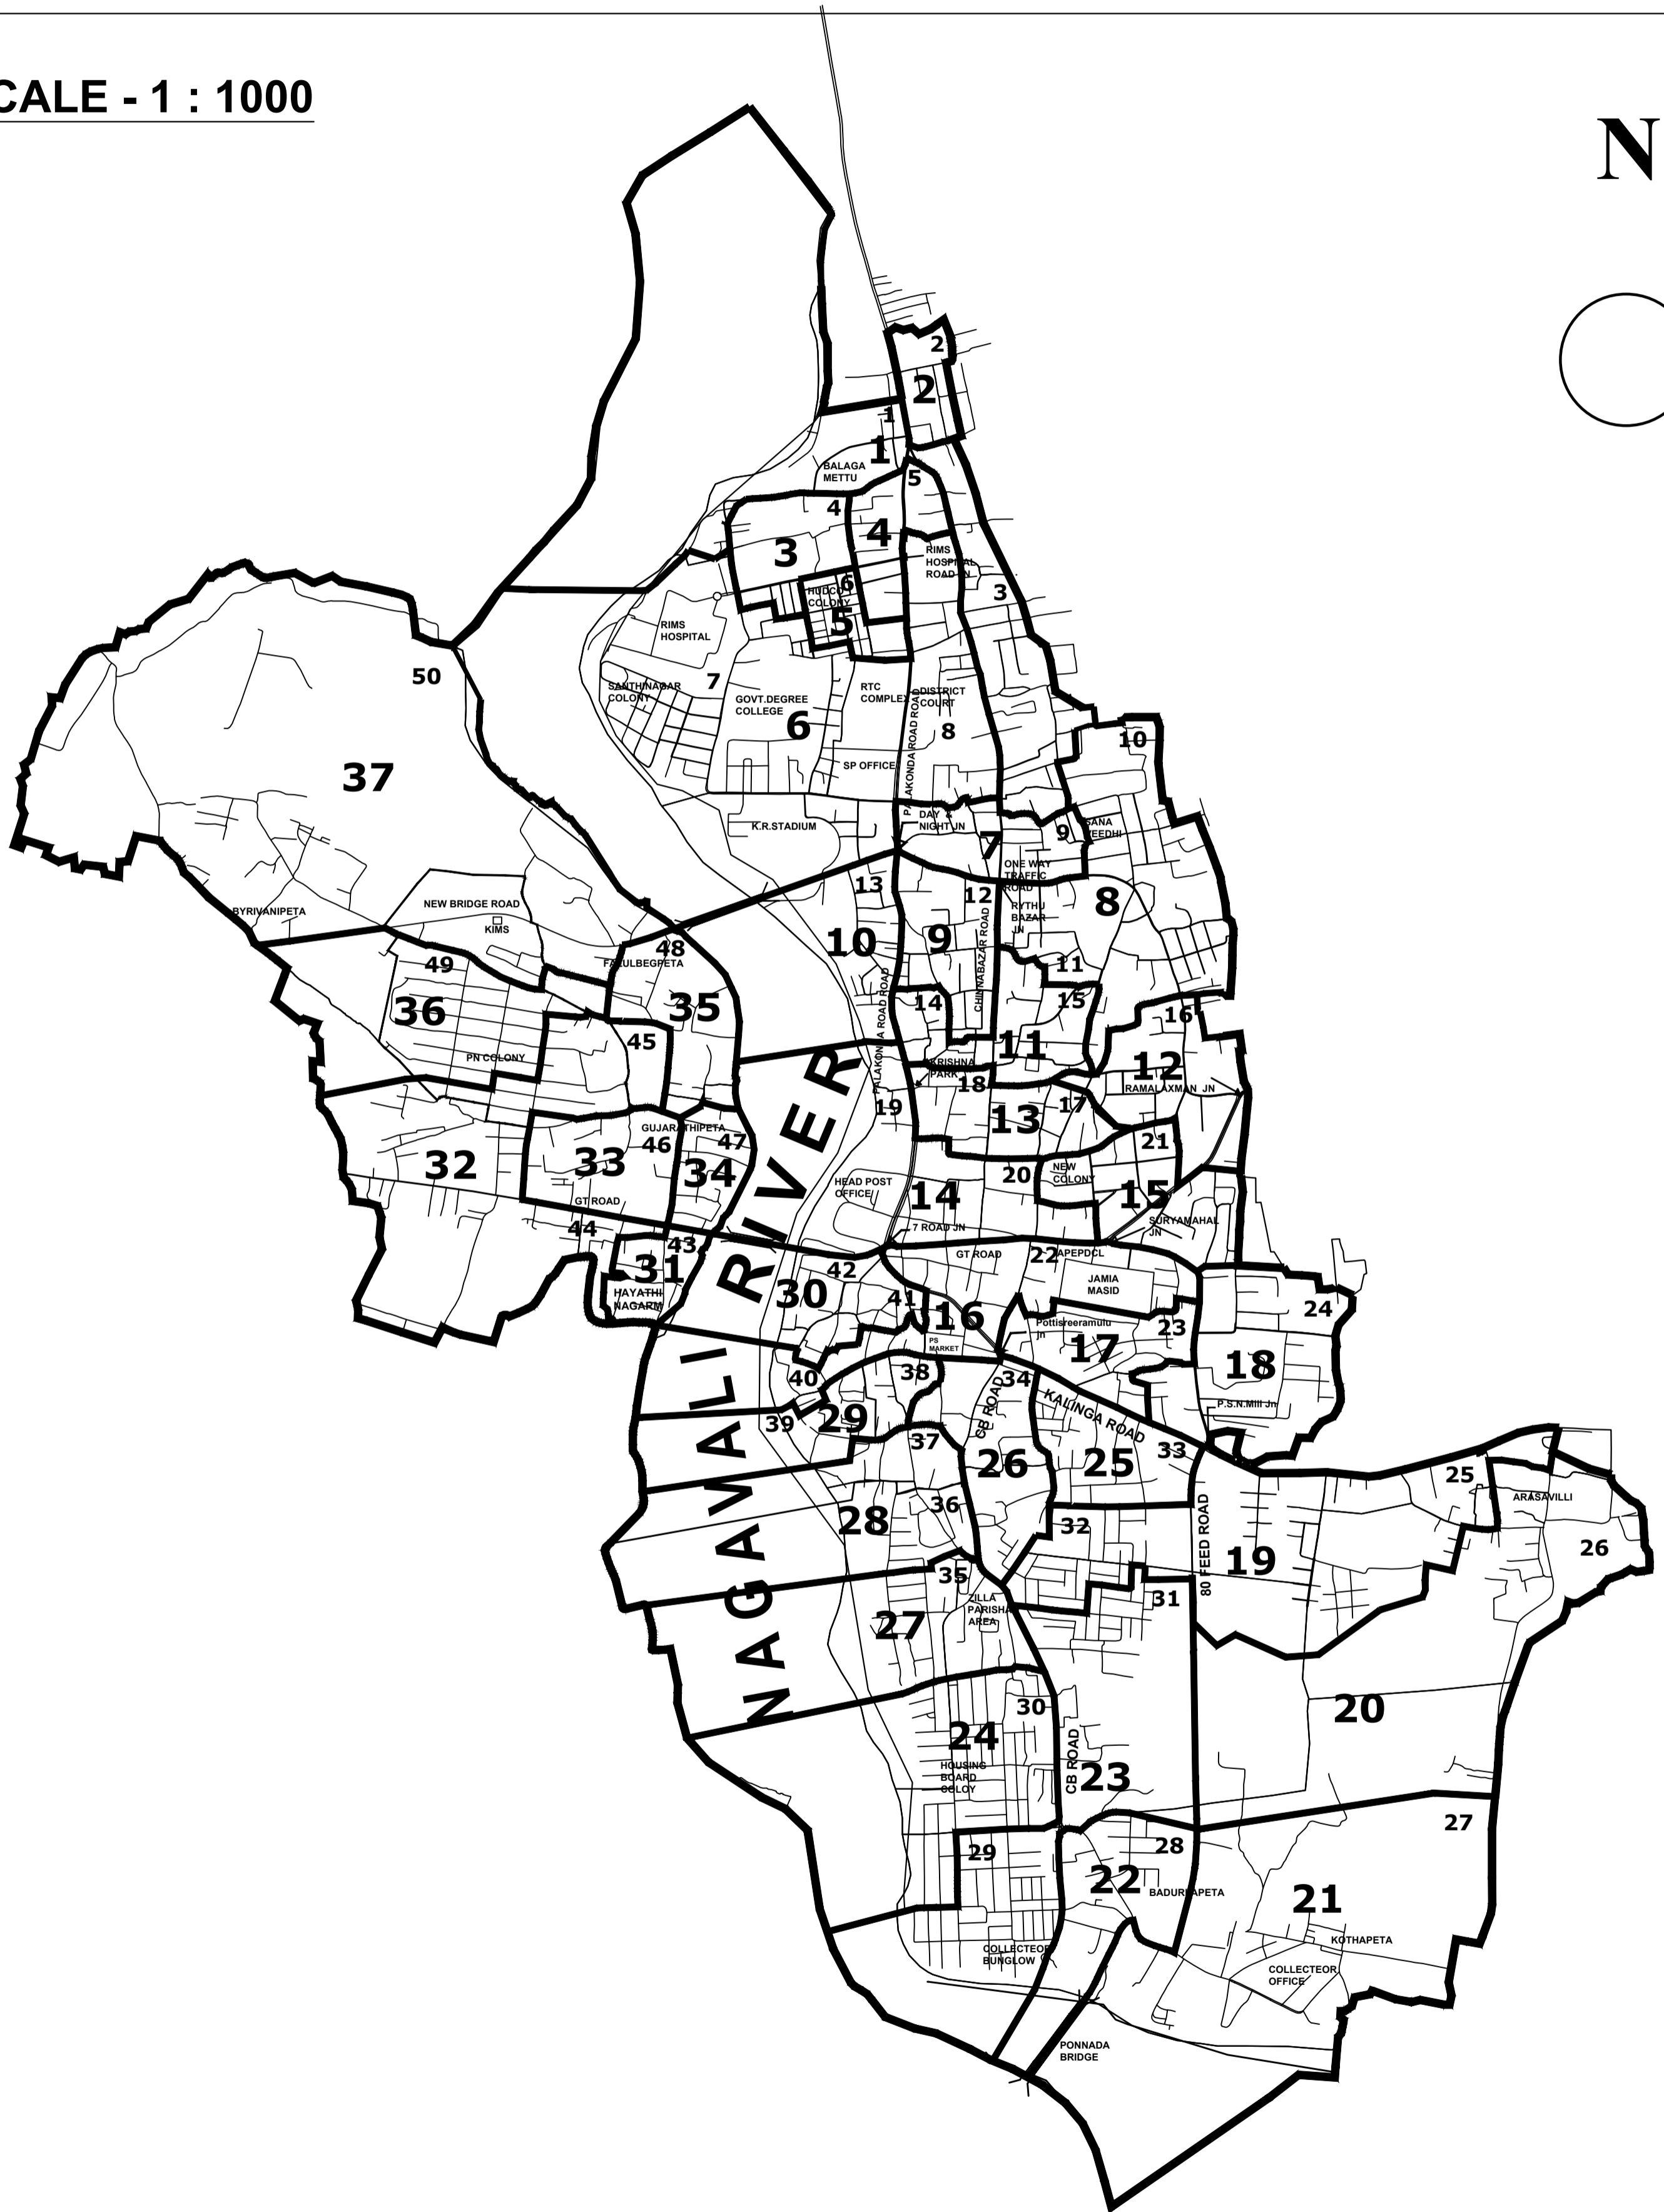 CALE - 1 : 1000
N
2
2
1
1
BALAGA
METTU
5
4
4
3
RIMS
HOSPITAL
ROAD JN
6
HUDCO
COLONY
5
3
RIMS
HOSPITAL
50
7
SANTHINAGAR
COLONY
GOVT.DEGREE
COLLEGE
RTC
COMPLEX
DISTRICT
COURT
6
8
10
SP OFFICE
PALAKONDA ROAD ROAD
37
K.R.STADIUM
DAY &
NIGHT JN
7
9
SANA
VEEDHI
ONE WAY
TRAFFIC
ROAD
13
12
8
RYTHU
BAZAR
JN
BYRIVANIPETA
NEW BRIDGE ROAD
KIMS
10
9
CHINNABAZAR ROAD
48
FAZULBEGPETA
49
11
36
35
14
15
16
PALAKONDA ROAD ROAD
45
11
PN COLONY
KRISHNA
PARK
18
12
RAMALAXMAN JN
19
17
13
GUJARATHIPETA
46
47
21
32
33
34
20
NEW
COLONY
HEAD POST
OFFICE
14
15
GT ROAD
44
7 ROAD JN
SURYAMAHAL
JN
43
GT ROAD
22
APEPDCL
31
42
JAMIA
MASID
HAYATHI
NAGARM
30
41
16
24
Pottisreeramulu
jn
23
PS
MARKET
17
18
40
38
34
KALINGA ROAD
P.S.N.Mill Jn
39
29
CB ROAD
37
33
26
25
25
ARASAVILLI
36
28
32
80 FEED ROAD
19
26
35
31
ZILLA
PARISHA
AREA
27
NAGAVALI RIVER
30
20
24
CB ROAD
23
HOUSING
BOARD
COLOY
27
29
28
22
21
KOTHAPETA
COLLECTEOR
BUNGLOW
COLLECTEOR
OFFICE
PONNADA
BRIDGE